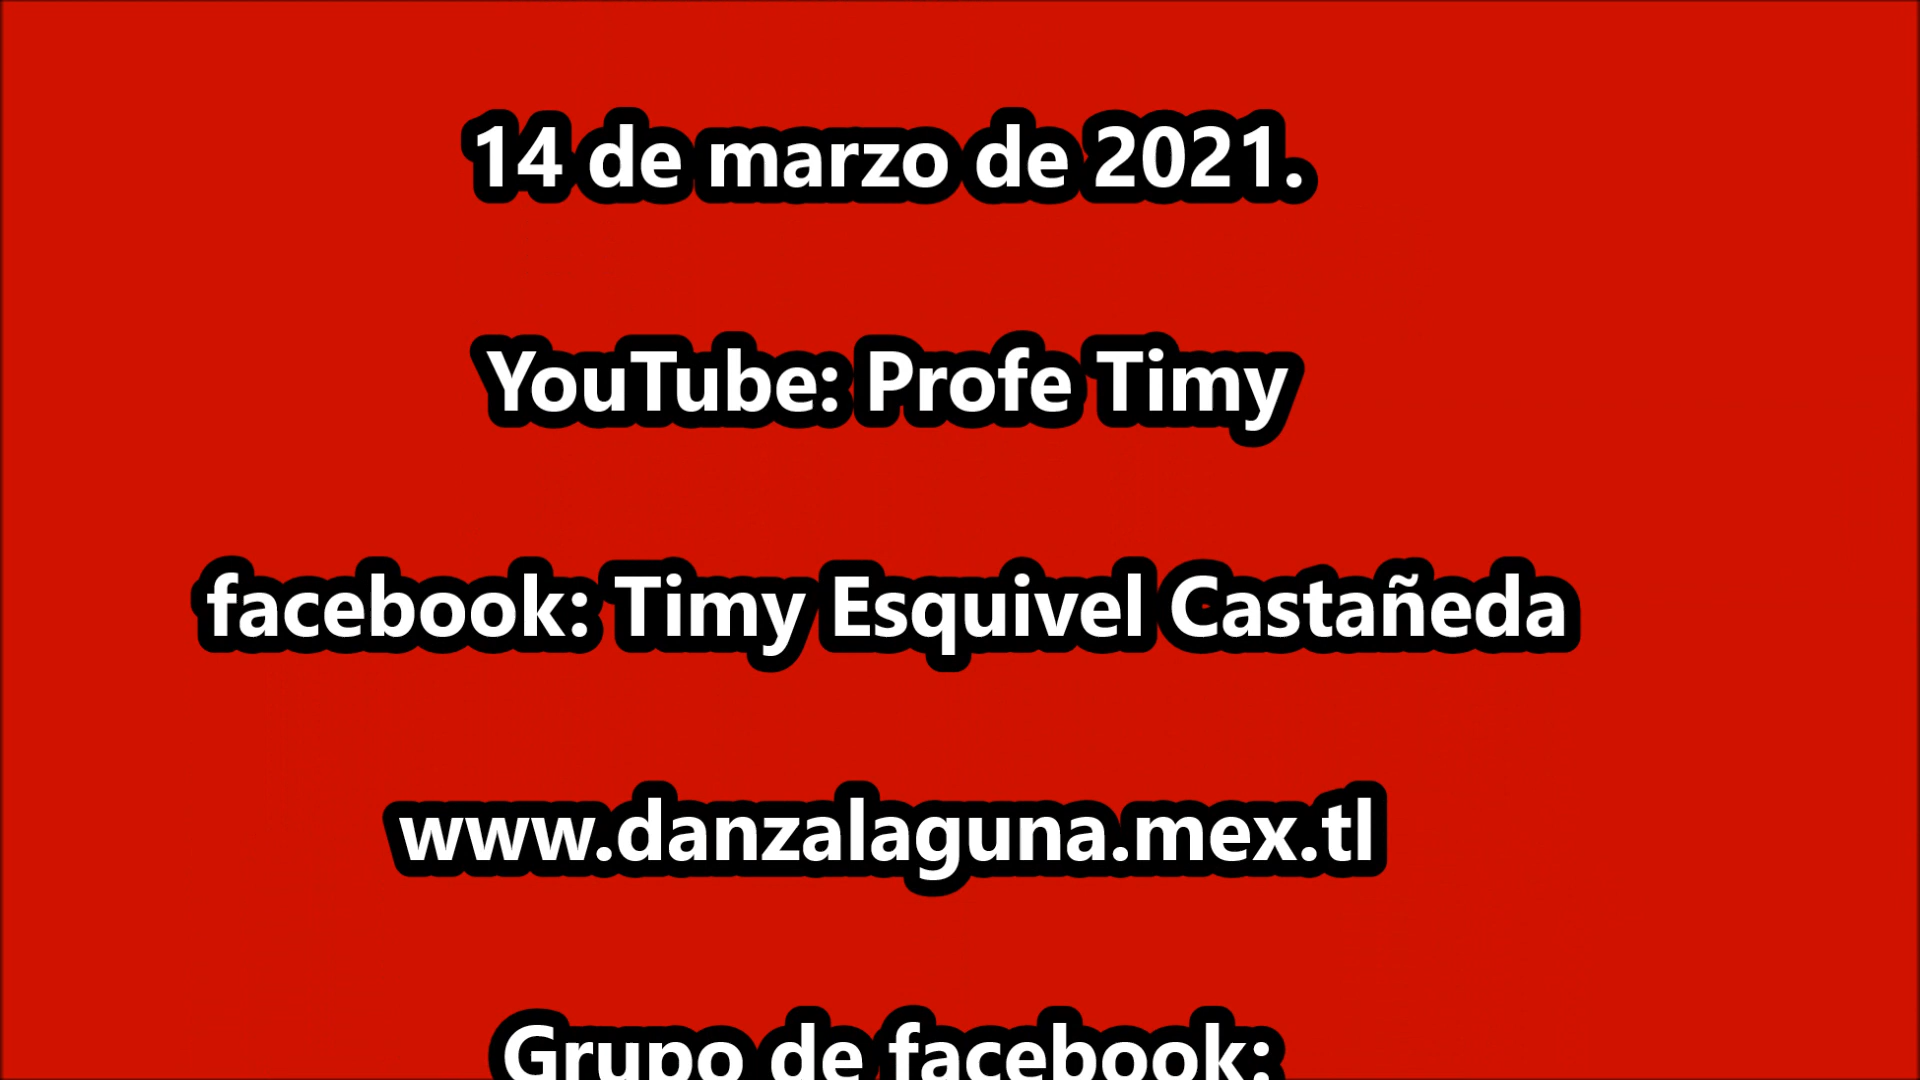 14 de marzo de 2021.
YouTube: Profe Timy
facebook: Timy Esquivel Castañeda
www.danzalaguna.mex.tl
Grupo de facebook: